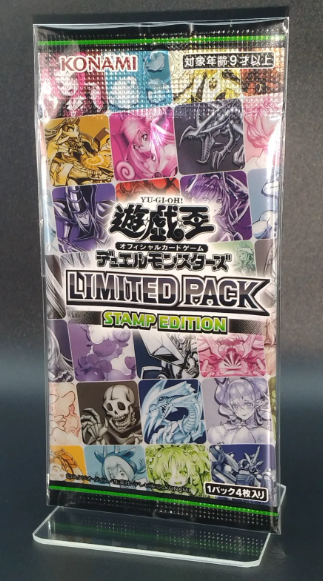 KONAMI
対象年齢9才以上
YU-GI-OH!
遊戯王
オフィシャルカードゲーム
デュエルモンスターズ
LIMITED PACK
STAMP EDITION
1パック4枚入り